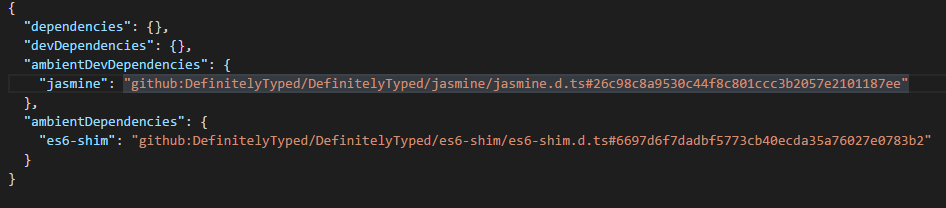 {
  "dependencies": {},
  "devDependencies": {},
  "ambientDevDependencies": {
    "jasmine": "github:DefinitelyTyped/DefinitelyTyped/jasmine/jasmine.d.ts#26c98c8a9530c44f8c801ccc3b2057e2101187ee"
  },
  "ambientDependencies": {
    "es6-shim": "github:DefinitelyTyped/DefinitelyTyped/es6-shim/es6-shim.d.ts#6697d6f7dadbf5773cb40ecda35a76027e0783b2"
  }
}